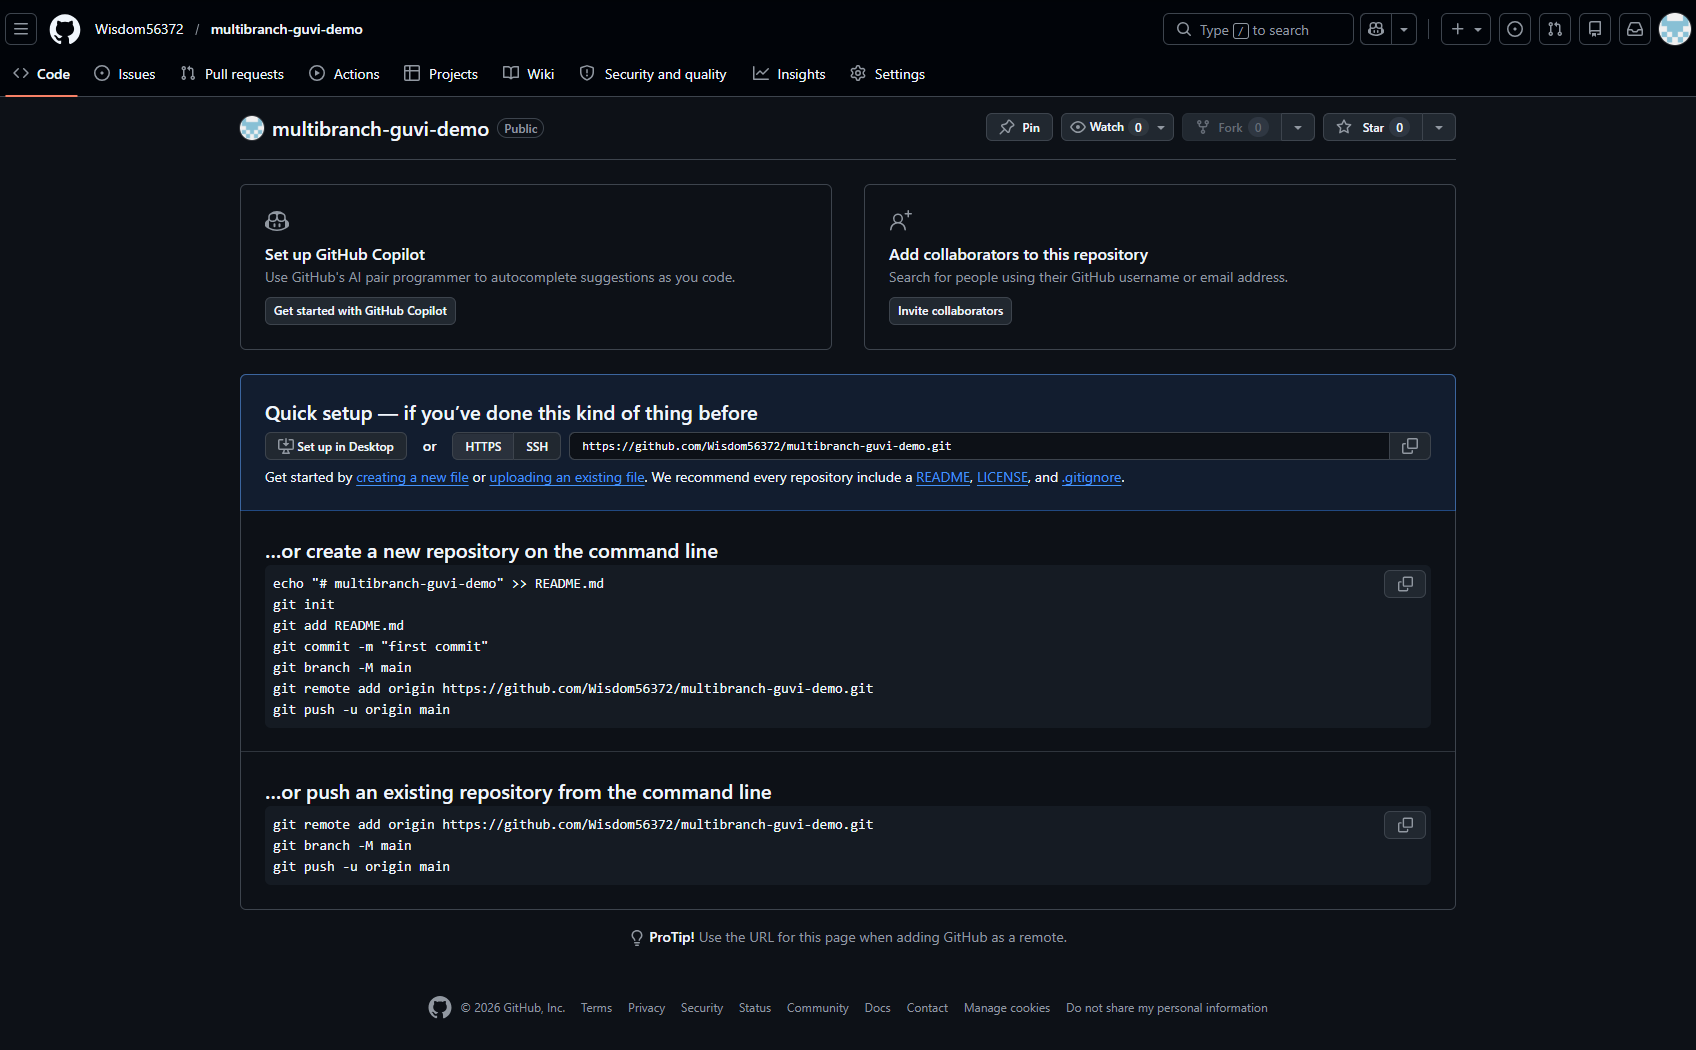 Wisdom56372 / multibranch-guvi-demo
Type / to search
Code
Issues
Pull requests
Actions
Projects
Wiki
Security and quality
Insights
Settings
multibranch-guvi-demo Public
Pin
Watch 0
Fork 0
Star 0
Set up GitHub Copilot
Use GitHub's AI pair programmer to autocomplete suggestions as you code.
Get started with GitHub Copilot
Add collaborators to this repository
Search for people using their GitHub username or email address.
Invite collaborators
Quick setup — if you’ve done this kind of thing before
Set up in Desktop or HTTPS SSH https://github.com/Wisdom56372/multibranch-guvi-demo.git
Get started by creating a new file or uploading an existing file. We recommend every repository include a README, LICENSE, and .gitignore.
…or create a new repository on the command line
echo "# multibranch-guvi-demo" >> README.md
git init
git add README.md
git commit -m "first commit"
git branch -M main
git remote add origin https://github.com/Wisdom56372/multibranch-guvi-demo.git
git push -u origin main
…or push an existing repository from the command line
git remote add origin https://github.com/Wisdom56372/multibranch-guvi-demo.git
git branch -M main
git push -u origin main
ProTip! Use the URL for this page when adding GitHub as a remote.
© 2026 GitHub, Inc. Terms Privacy Security Status Community Docs Contact Manage cookies Do not share my personal information